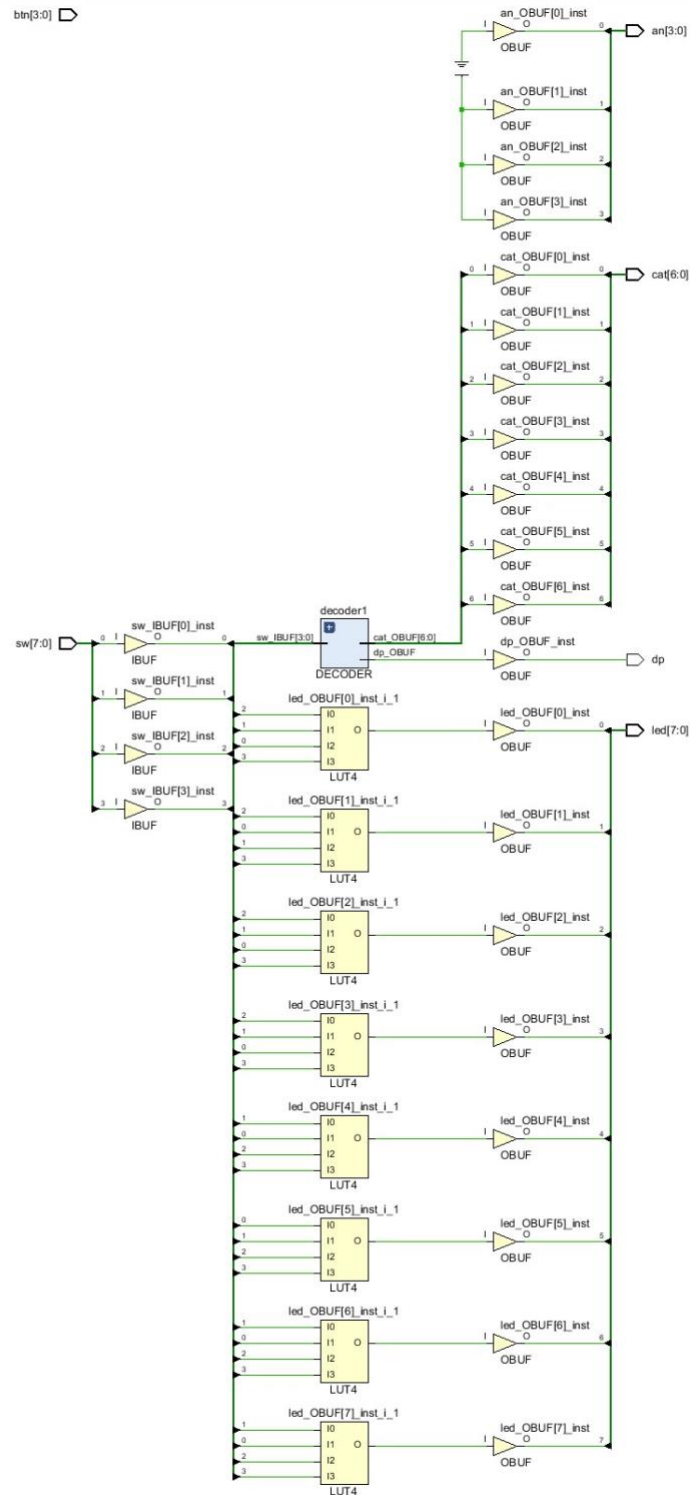 btn[3:0]
an_OBUF[0]_inst
I O 0 an[3:0]
OBUF
an_OBUF[1]_inst
I O 1
OBUF
an_OBUF[2]_inst
I O 2
OBUF
an_OBUF[3]_inst
I O 3
OBUF
cat_OBUF[0]_inst
0 I O 0 cat[6:0]
OBUF
cat_OBUF[1]_inst
1 I O 1
OBUF
cat_OBUF[2]_inst
2 I O 2
OBUF
cat_OBUF[3]_inst
3 I O 3
OBUF
cat_OBUF[4]_inst
4 I O 4
OBUF
cat_OBUF[5]_inst
5 I O 5
OBUF
cat_OBUF[6]_inst
6 I O 6
OBUF
sw[7:0]
sw_IBUF[0]_inst
0 I O 0
IBUF
sw_IBUF[1]_inst
1 I O 1
IBUF
sw_IBUF[2]_inst
2 I O 2
IBUF
sw_IBUF[3]_inst
3 I O 3
IBUF
decoder1
sw_IBUF[3:0] cat_OBUF[6:0]
dp_OBUF
DECODER
dp_OBUF_inst
I O dp
OBUF
led_OBUF[0]_inst_i_1
2 I0
1 I1 O
0 I2
3 I3
LUT4
led_OBUF[0]_inst
I O 0 led[7:0]
OBUF
led_OBUF[1]_inst_i_1
2 I0
0 I1 O
1 I2
3 I3
LUT4
led_OBUF[1]_inst
I O 1
OBUF
led_OBUF[2]_inst_i_1
2 I0
1 I1 O
0 I2
3 I3
LUT4
led_OBUF[2]_inst
I O 2
OBUF
led_OBUF[3]_inst_i_1
2 I0
1 I1 O
0 I2
3 I3
LUT4
led_OBUF[3]_inst
I O 3
OBUF
led_OBUF[4]_inst_i_1
1 I0
0 I1 O
2 I2
3 I3
LUT4
led_OBUF[4]_inst
I O 4
OBUF
led_OBUF[5]_inst_i_1
0 I0
1 I1 O
2 I2
3 I3
LUT4
led_OBUF[5]_inst
I O 5
OBUF
led_OBUF[6]_inst_i_1
1 I0
0 I1 O
2 I2
3 I3
LUT4
led_OBUF[6]_inst
I O 6
OBUF
led_OBUF[7]_inst_i_1
1 I0
0 I1 O
2 I2
3 I3
LUT4
led_OBUF[7]_inst
I O 7
OBUF